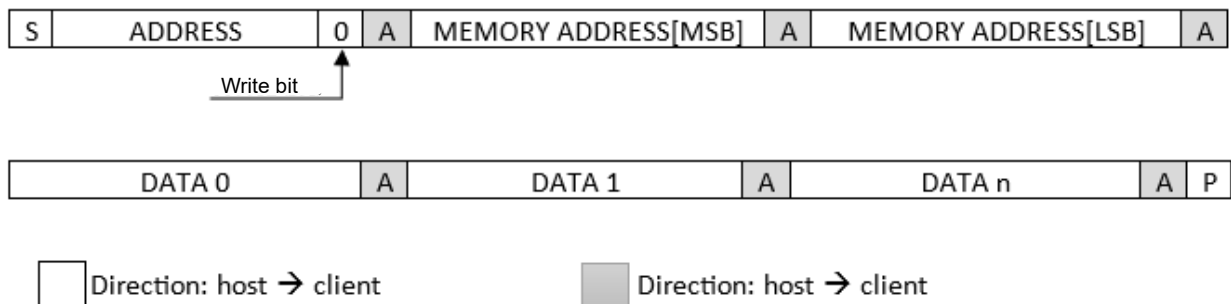 S ADDRESS 0 A MEMORY ADDRESS[MSB] A MEMORY ADDRESS[LSB] A
Write bit
DATA 0 A DATA 1 A DATA n A P
Direction: host → client Direction: host → client